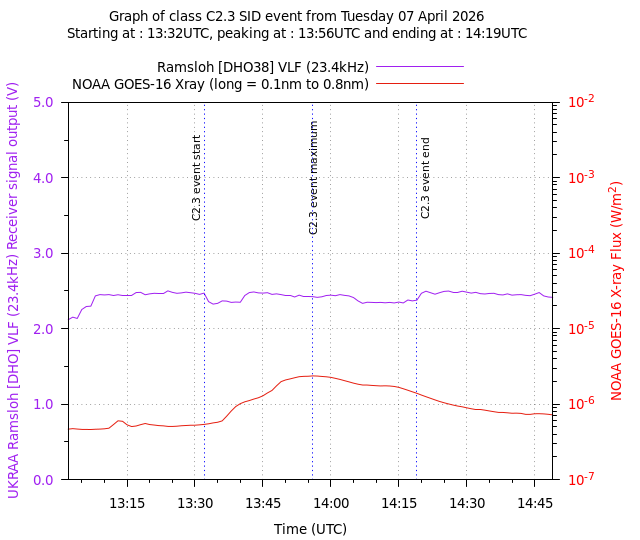 Graph of class C2.3 SID event from Tuesday 07 April 2026
Starting at : 13:32UTC, peaking at : 13:56UTC and ending at : 14:19UTC
Ramsloh [DHO38] VLF (23.4kHz)
NOAA GOES-16 Xray (long = 0.1nm to 0.8nm)
UKRAA Ramsloh [DHO] VLF (23.4kHz) Receiver signal output (V)
5.0
4.0
3.0
2.0
1.0
0.0
C2.3 event start
C2.3 event maximum
C2.3 event end
10^-2
10^-3
10^-4
10^-5
10^-6
10^-7
NOAA GOES-16 X-ray Flux (W/m²)
13:15 13:30 13:45 14:00 14:15 14:30 14:45
Time (UTC)